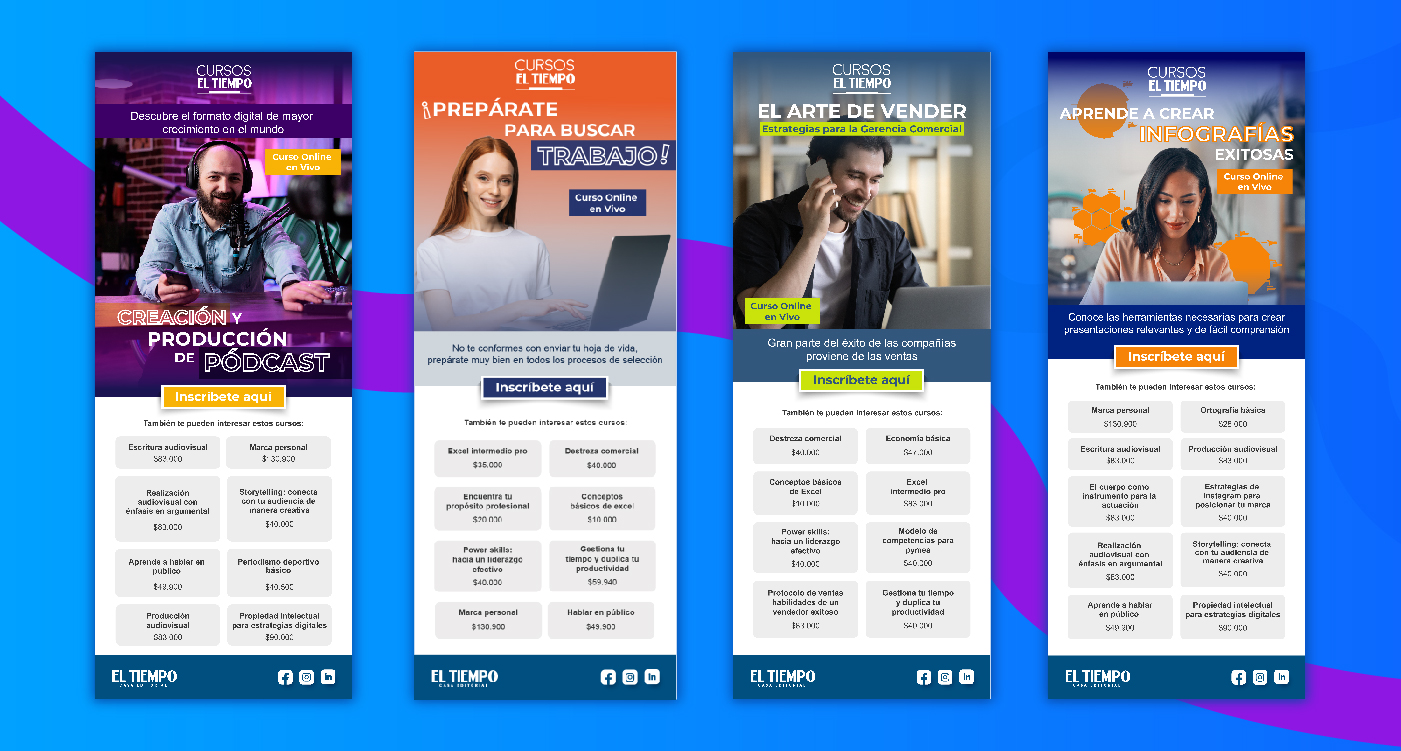 CURSOS
EL TIEMPO
Descubre el formato digital de mayor
crecimiento en el mundo
Curso Online
en Vivo
CREACIÓN Y
PRODUCCIÓN
DE PÓDCAST
Inscríbete aquí
También te pueden interesar estos cursos:
Escritura audiovisual
$83.000
Marca personal
$130.900
Realización
audiovisual con
énfasis en argumental
$83.000
Storytelling: conecta
con tu audiencia de
manera creativa
$40.000
Aprende a hablar en
público
$49.900
Periodismo deportivo
básico
$40.500
Producción
audiovisual
$83.000
Propiedad intelectual
para estrategias digitales
$90.000
EL TIEMPO
CASA EDITORIAL
CURSOS
EL TIEMPO
¡PREPÁRATE
PARA BUSCAR
TRABAJO!
Curso Online
en Vivo
No te conformes con enviar tu hoja de vida,
prepárate muy bien en todos los procesos de selección
Inscríbete aquí
También te pueden interesar estos cursos:
Excel intermedio pro
$35.000
Destreza comercial
$40.000
Encuentra tu
propósito profesional
$20.000
Conceptos
básicos de excel
$10.000
Power skills:
hacia un liderazgo
efectivo
$40.000
Gestiona tu
tiempo y duplica tu
productividad
$59.940
Marca personal
$130.900
Hablar en público
$49.900
EL TIEMPO
CASA EDITORIAL
CURSOS
EL TIEMPO
EL ARTE DE VENDER
Estrategias para la Gerencia Comercial
Curso Online
en Vivo
Gran parte del éxito de las compañías
proviene de las ventas
Inscríbete aquí
También te pueden interesar estos cursos:
Destreza comercial
$40.000
Economía básica
$47.000
Conceptos básicos
de Excel
$10.000
Excel
intermedio pro
Power skills:
hacia un liderazgo
efectivo
$40.000
Modelo de
competencias para
pymes
$40.000
Protocolo de ventas
habilidades de un
vendedor exitoso
$83.000
Gestiona tu tiempo
y duplica tu
productividad
$40.000
EL TIEMPO
CASA EDITORIAL
CURSOS
EL TIEMPO
APRENDE A CREAR
INFOGRAFÍAS
EXITOSAS
Curso Online
en Vivo
Conoce las herramientas necesarias para crear
presentaciones relevantes y de fácil comprensión
Inscríbete aquí
También te pueden interesar estos cursos:
Marca personal
$130.900
Ortografía básica
$28.000
Escritura audiovisual
$83.000
Producción audiovisual
$83.000
El cuerpo como
instrumento para la
actuación
$83.000
Estrategias de
Instagram para
posicionar tu marca
$40.000
Realización
audiovisual con
énfasis en argumental
$83.000
Storytelling: conecta
con tu audiencia de
manera creativa
$40.000
Aprende a hablar
en público
$49.900
Propiedad intelectual
para estrategias digitales
$90.000
EL TIEMPO
CASA EDITORIAL